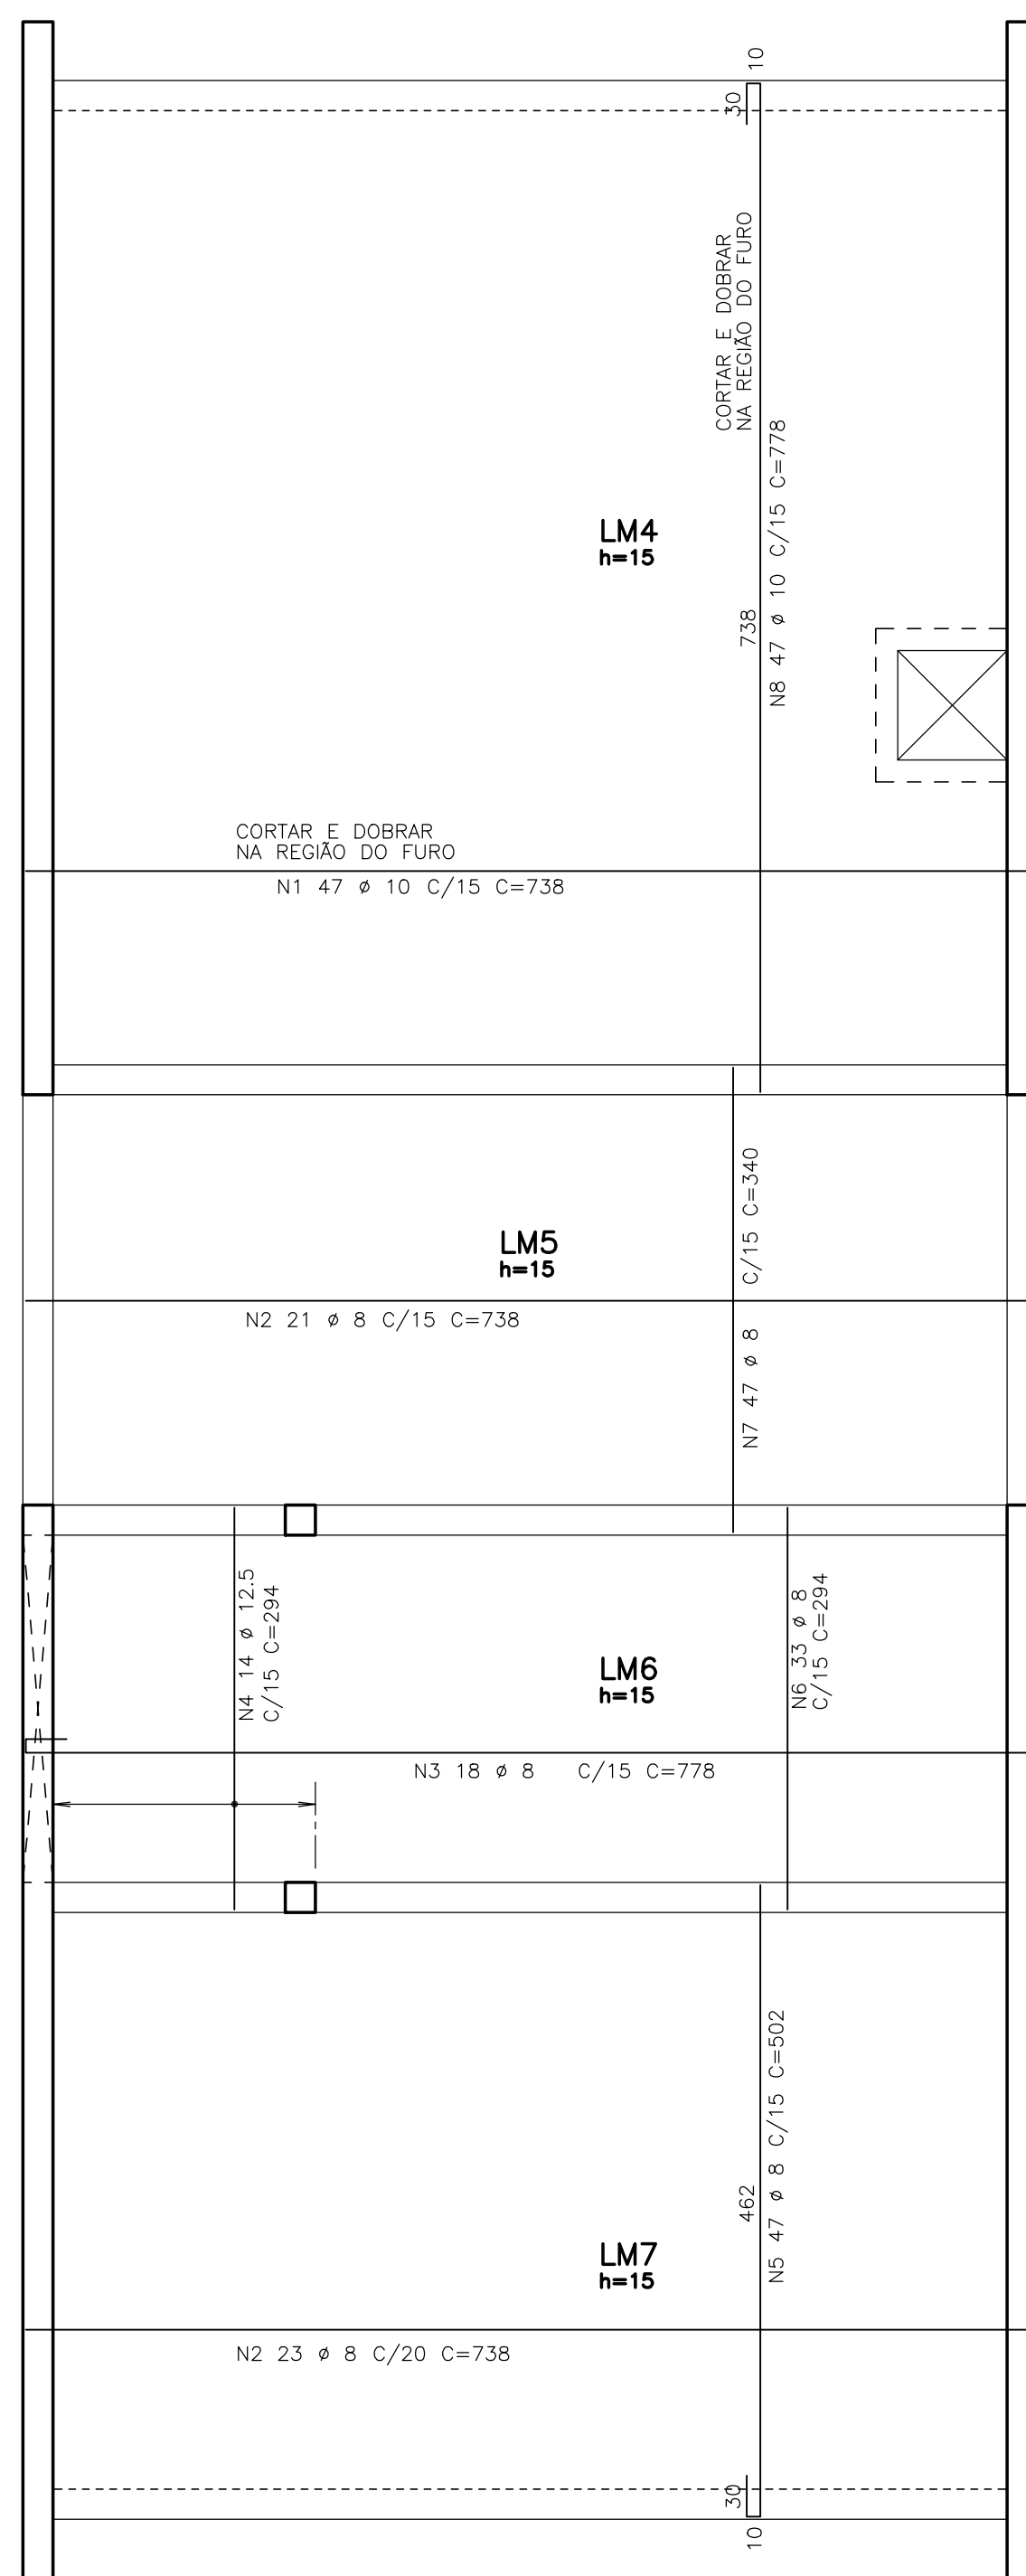 10
30
CORTAR E DOBRAR
NA REGIÃO DO FURO
N8 47 ø 10 C/15 C=778
LM4
h=15
738
CORTAR E DOBRAR
NA REGIÃO DO FURO
N1 47 ø 10 C/15 C=738
LM5
h=15
N7 47 ø 8 C/15 C=340
N2 21 ø 8 C/15 C=738
N4 14 ø 12.5
C/15 C=294
N6 33 ø 8
C/15 C=294
LM6
h=15
N3 18 ø 8 C/15 C=778
N5 47 ø 8 C/15 C=502
462
LM7
h=15
N2 23 ø 8 C/20 C=738
30
10